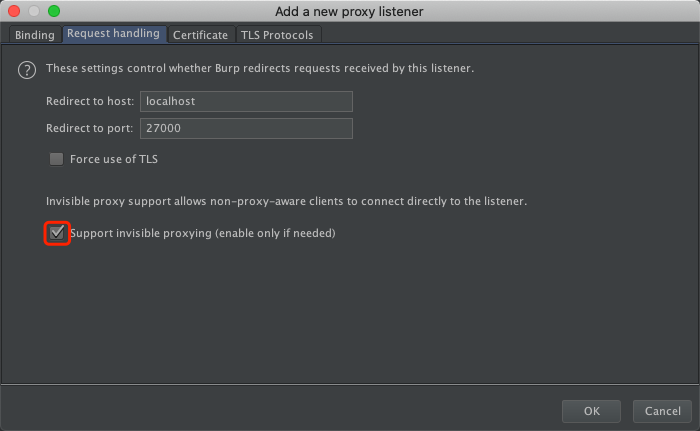 Add a new proxy listener
Binding Request handling Certificate TLS Protocols
? These settings control whether Burp redirects requests received by this listener.
Redirect to host: localhost
Redirect to port: 27000
Force use of TLS
Invisible proxy support allows non-proxy-aware clients to connect directly to the listener.
Support invisible proxying (enable only if needed)
OK Cancel